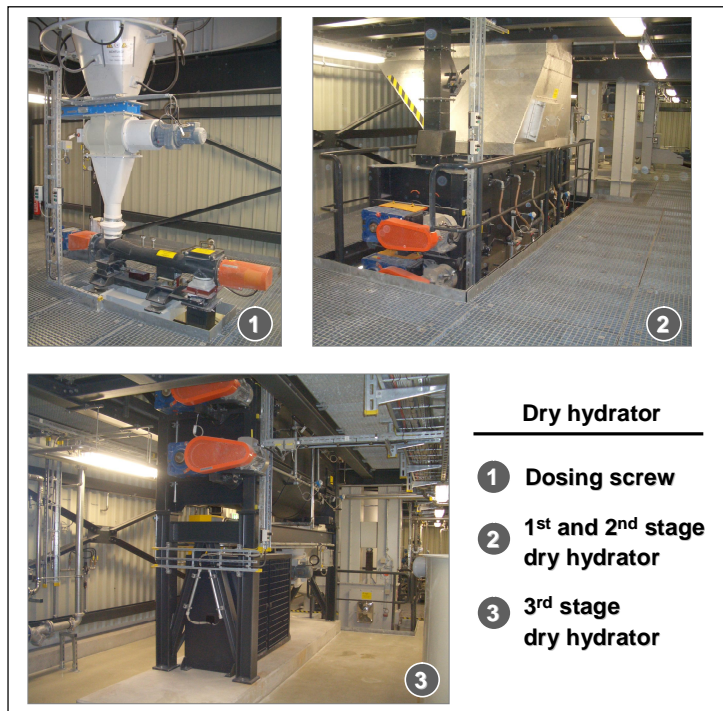 1
2
3
Dry hydrator
1 Dosing screw
2 1st and 2nd stage
dry hydrator
3 3rd stage
dry hydrator